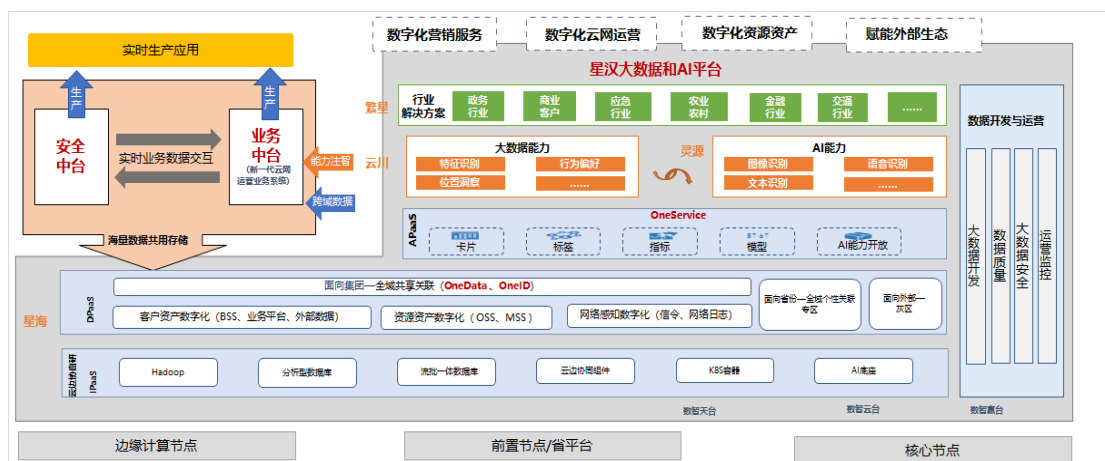 数字化营销服务
数字化云网运营
数字化资源资产
赋能外部生态
实时生产应用
星汉大数据和AI平台
生产
生产
繁星
行业
解决方案
政务
行业
商业
客户
应急
行业
农业
农村
金融
行业
交通
行业
......
数据开发与运营
安全
中台
实时业务数据交互
业务
中台
(新一代云网
运营业务系统)
能力注智
跨域数据
云川
大数据能力
特征识别
行为偏好
位置洞察
......
灵源
AI能力
图像识别
语音识别
文本识别
......
APaaS
OneService
卡片
标签
指标
模型
AI能力开放
海量数据共用存储
大数据开发
数据质量
大数据安全
运营监控
星海
DPaaS
面向集团—全域共享关联(OneData、OneID)
客户资产数字化(BSS、业务平台、外部数据)
资源资产数字化(OSS、MSS)
网络感知数字化(信令、网络日志)
面向省份—全域个性关联
专区
面向外部—
灰区
云边协自研
IPaaS
Hadoop
分析型数据库
流批一体数据库
云边协同组件
K8S容器
AI底座
数智天台
数智云台
数智赢台
边缘计算节点
前置节点/省平台
核心节点